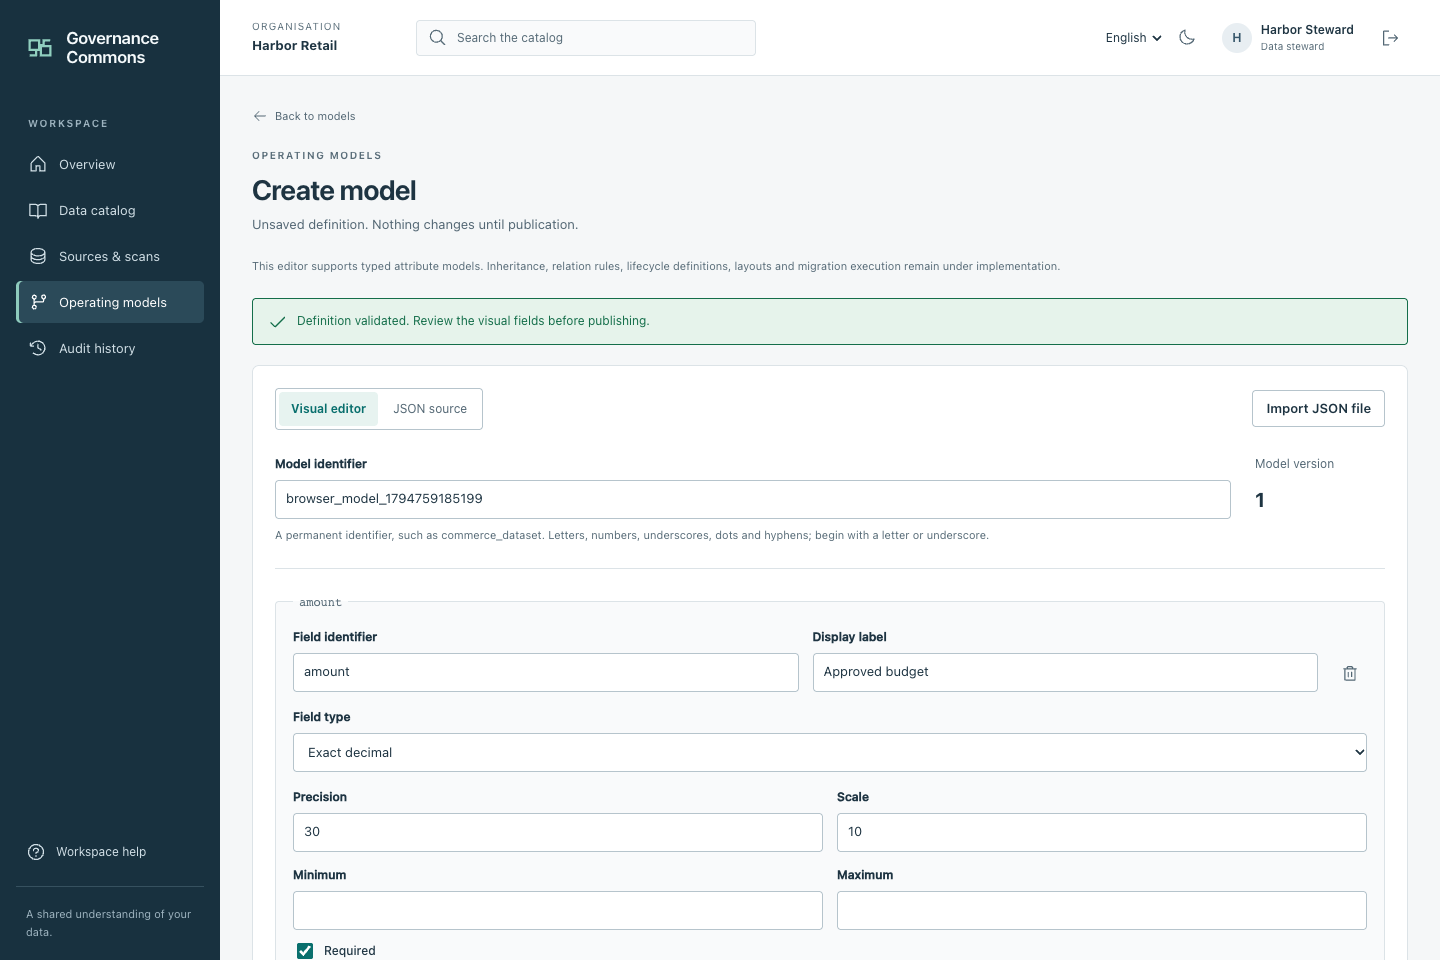 Governance
Commons
WORKSPACE
Overview
Data catalog
Sources & scans
Operating models
Audit history
Workspace help
A shared understanding of your
data.
ORGANISATION
Harbor Retail
Search the catalog
English
H
Harbor Steward
Data steward
Back to models
OPERATING MODELS
Create model
Unsaved definition. Nothing changes until publication.
This editor supports typed attribute models. Inheritance, relation rules, lifecycle definitions, layouts and migration execution remain under implementation.
Definition validated. Review the visual fields before publishing.
Visual editor
JSON source
Import JSON file
Model identifier
Model version
browser_model_1794759185199
1
A permanent identifier, such as commerce_dataset. Letters, numbers, underscores, dots and hyphens; begin with a letter or underscore.
amount
Field identifier
Display label
amount
Approved budget
Field type
Exact decimal
Precision
Scale
30
10
Minimum
Maximum
Required